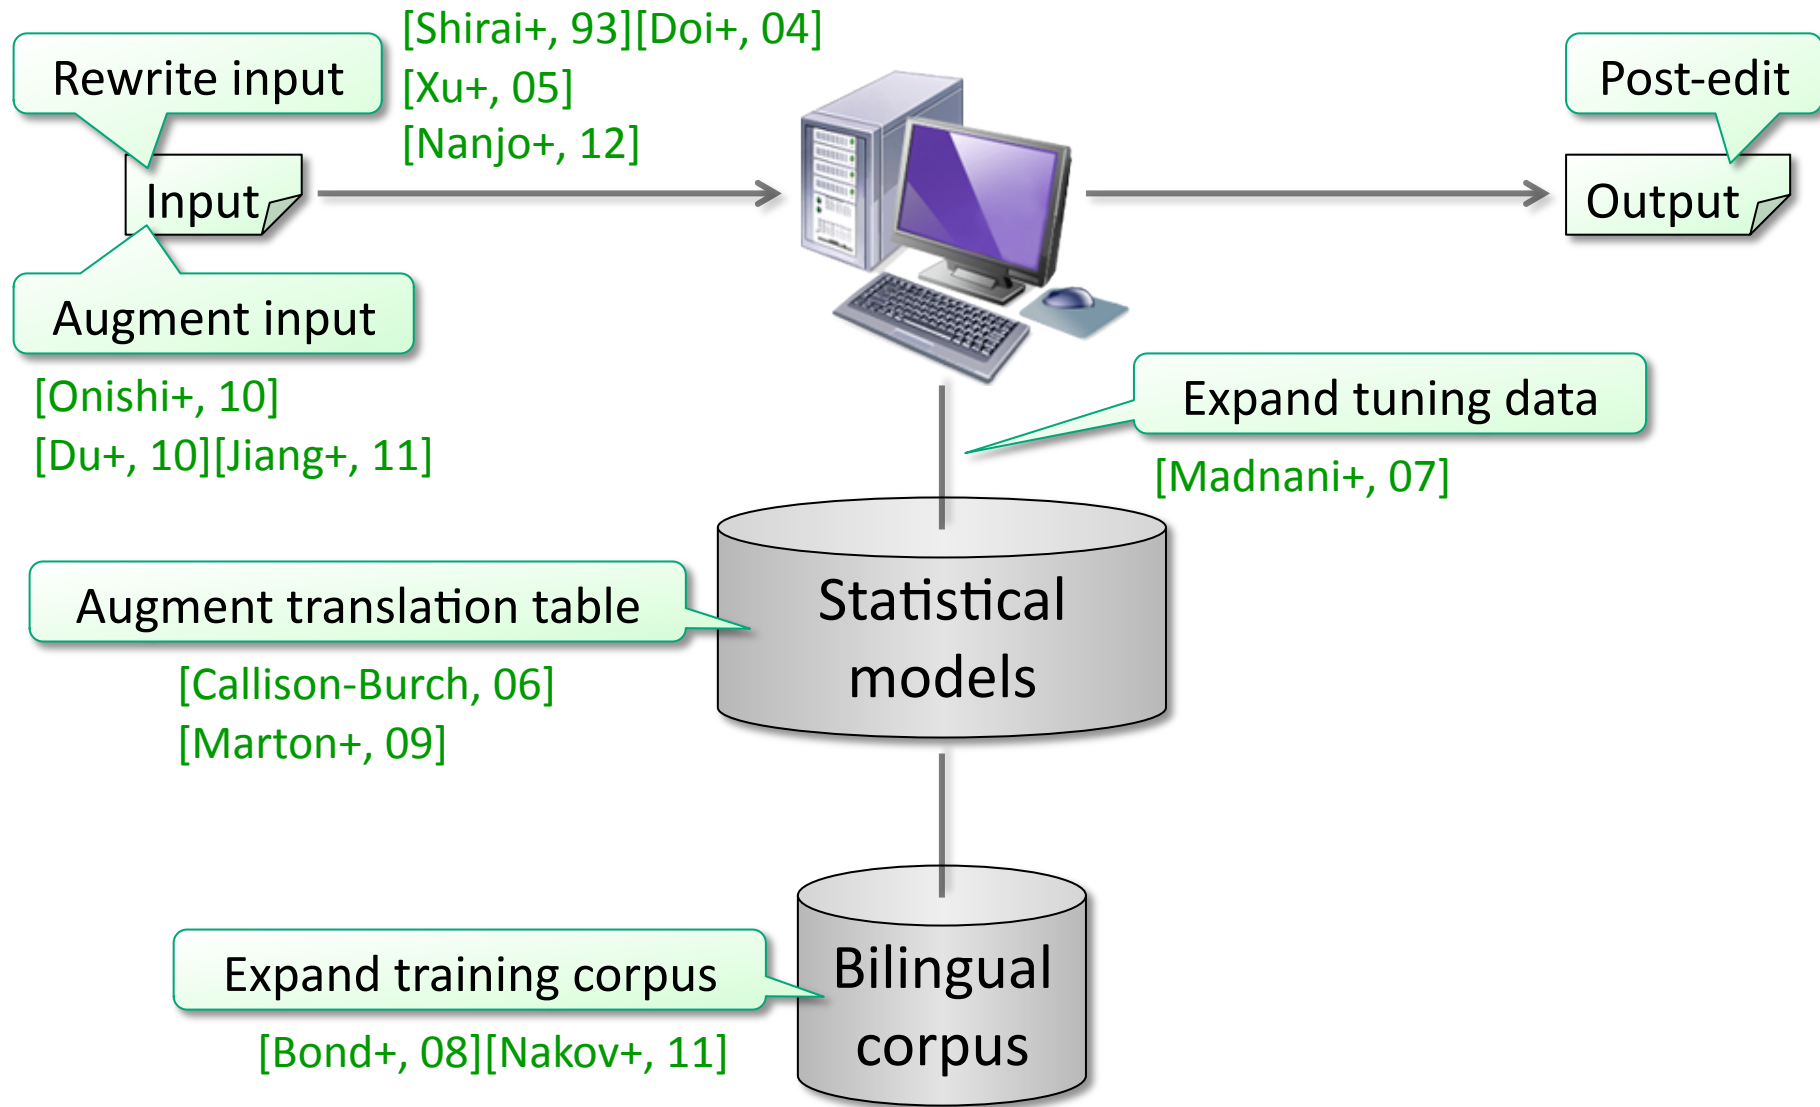 [Shirai+, 93][Doi+, 04]
Rewrite input
[Xu+, 05]
Post-edit
[Nanjo+, 12]
Input
Output
Augment input
[Onishi+, 10]
[Du+, 10][Jiang+, 11]
Expand tuning data
[Madnani+, 07]
Augment translation table
Statistical
models
[Callison-Burch, 06]
[Marton+, 09]
Expand training corpus
Bilingual
corpus
[Bond+, 08][Nakov+, 11]